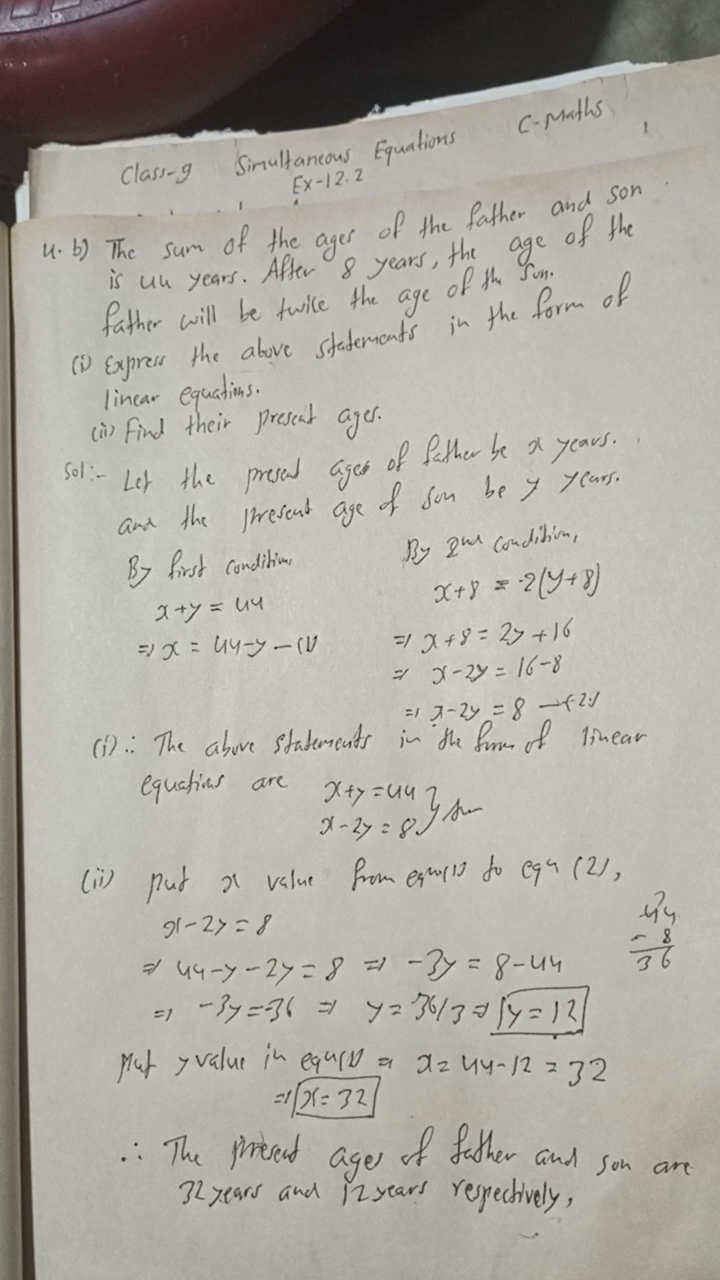 Class-9 Simultaneous Equations C-Maths
Ex-12.2
4. b) The sum of the ages of the father and son
is 44 years. After 8 years, the age of the
father will be twice the age of the son.
(i) Express the above statements in the form of
linear equations.
(ii) Find their present ages.
Sol:- Let the present ages of father be x years.
and the present age of son be y years.
By first condition,
x+y = 44
⇒ x = 44-y - (1)
By 2nd condition,
x+8 = 2(y+8)
⇒ x+8 = 2y+16
⇒ x-2y = 16-8
⇒ x-2y = 8 -(2)
(i) ∴ The above statements in the form of linear
equations are x+y=44
x-2y=8 } Ans
(ii) Put x value from equn(1) to equn (2),
x-2y=8
⇒ 44-y-2y=8 ⇒ -3y = 8-44
⇒ -3y=-36 ⇒ y= 36/3 ⇒ y=12
44
- 8
36
Put y value in equn(1) ⇒ x=44-12=32
⇒ x=32
∴ The present ages of father and son are
32 years and 12 years respectively,